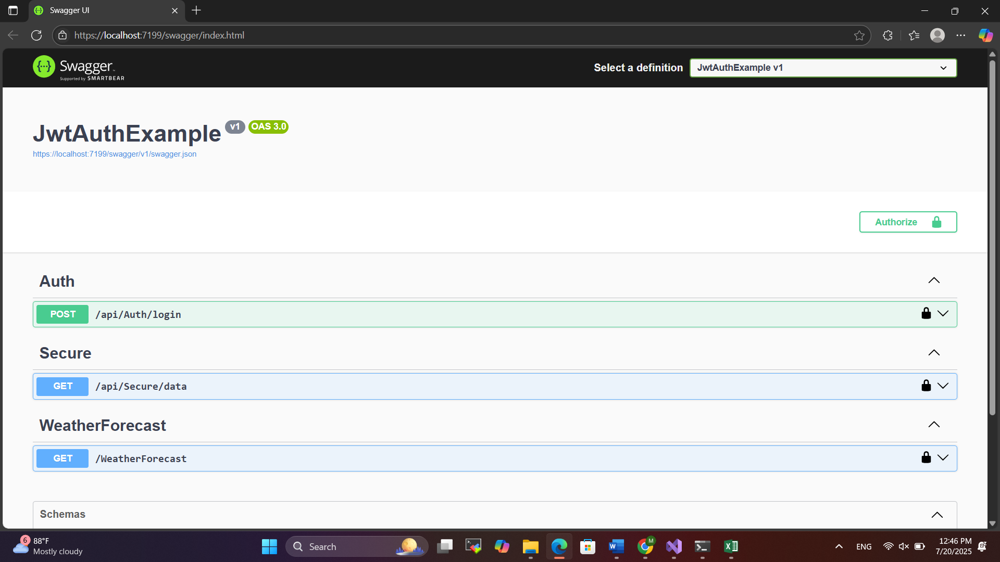 Swagger UI
https://localhost:7199/swagger/index.html
{···} Swagger™
Supported by SMARTBEAR
Select a definition
JwtAuthExample v1
JwtAuthExample v1 OAS 3.0
https://localhost:7199/swagger/v1/swagger.json
Authorize
Auth
POST /api/Auth/login
Secure
GET /api/Secure/data
WeatherForecast
GET /WeatherForecast
Schemas
6
88°F
Mostly cloudy
Search
M
ENG
12:46 PM
7/20/2025